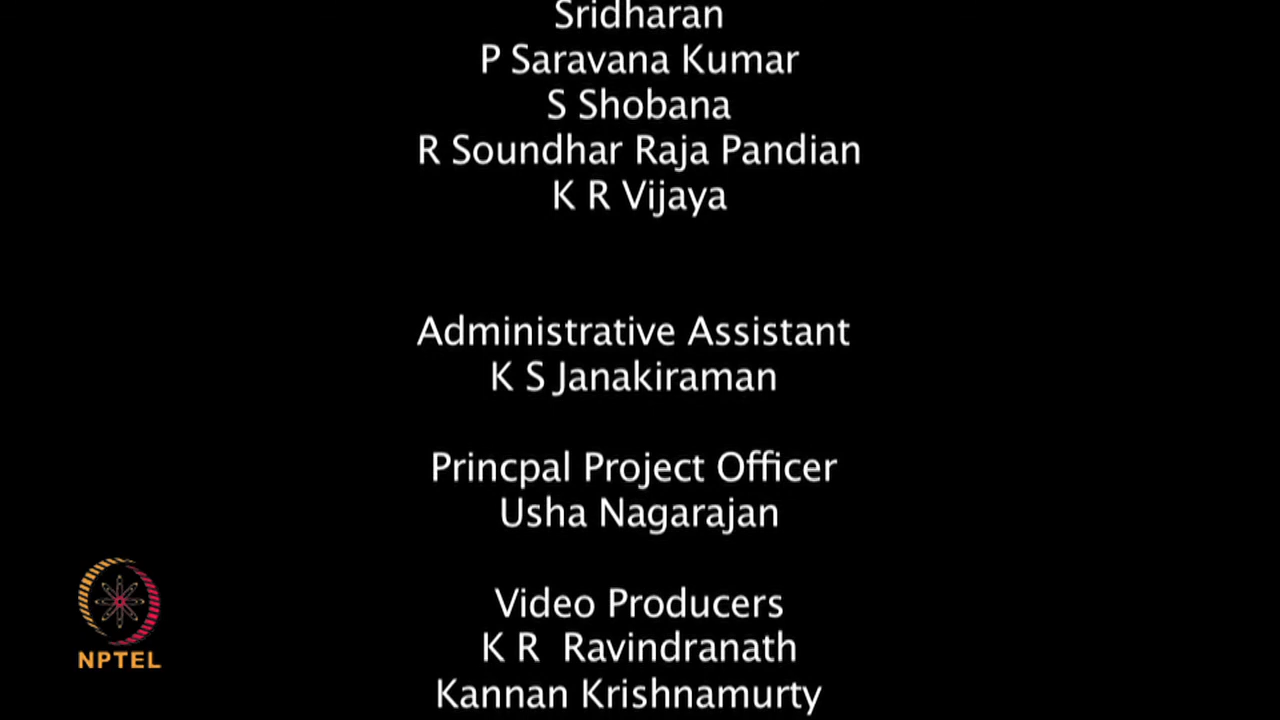 Sridharan
P Saravana Kumar
S Shobana
R Soundhar Raja Pandian
K R Vijaya
Administrative Assistant
K S Janakiraman
Princpal Project Officer
Usha Nagarajan
Video Producers
K R Ravindranath
Kannan Krishnamurty
NPTEL